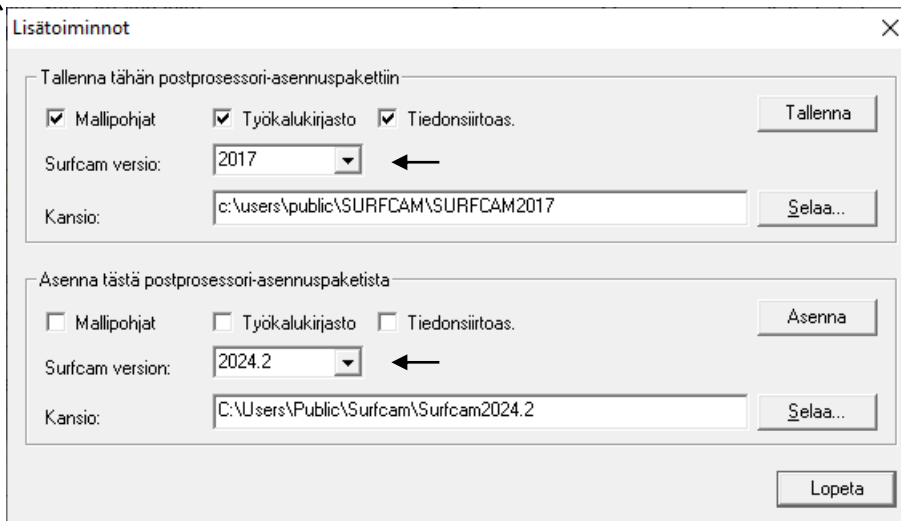 Lisätoiminnot
Tallenna tähän postprosessori-asennuspakettiin
Mallipohjat Työkalukirjasto Tiedonsiirtoas. Tallenna
Surfcam versio: 2017
Kansio: c:\users\public\SURFCAM\SURFCAM2017 Selaa...
Asenna tästä postprosessori-asennuspaketista
Mallipohjat Työkalukirjasto Tiedonsiirtoas. Asenna
Surfcam version: 2024.2
Kansio: C:\Users\Public\Surfcam\Surfcam2024.2 Selaa...
Lopeta